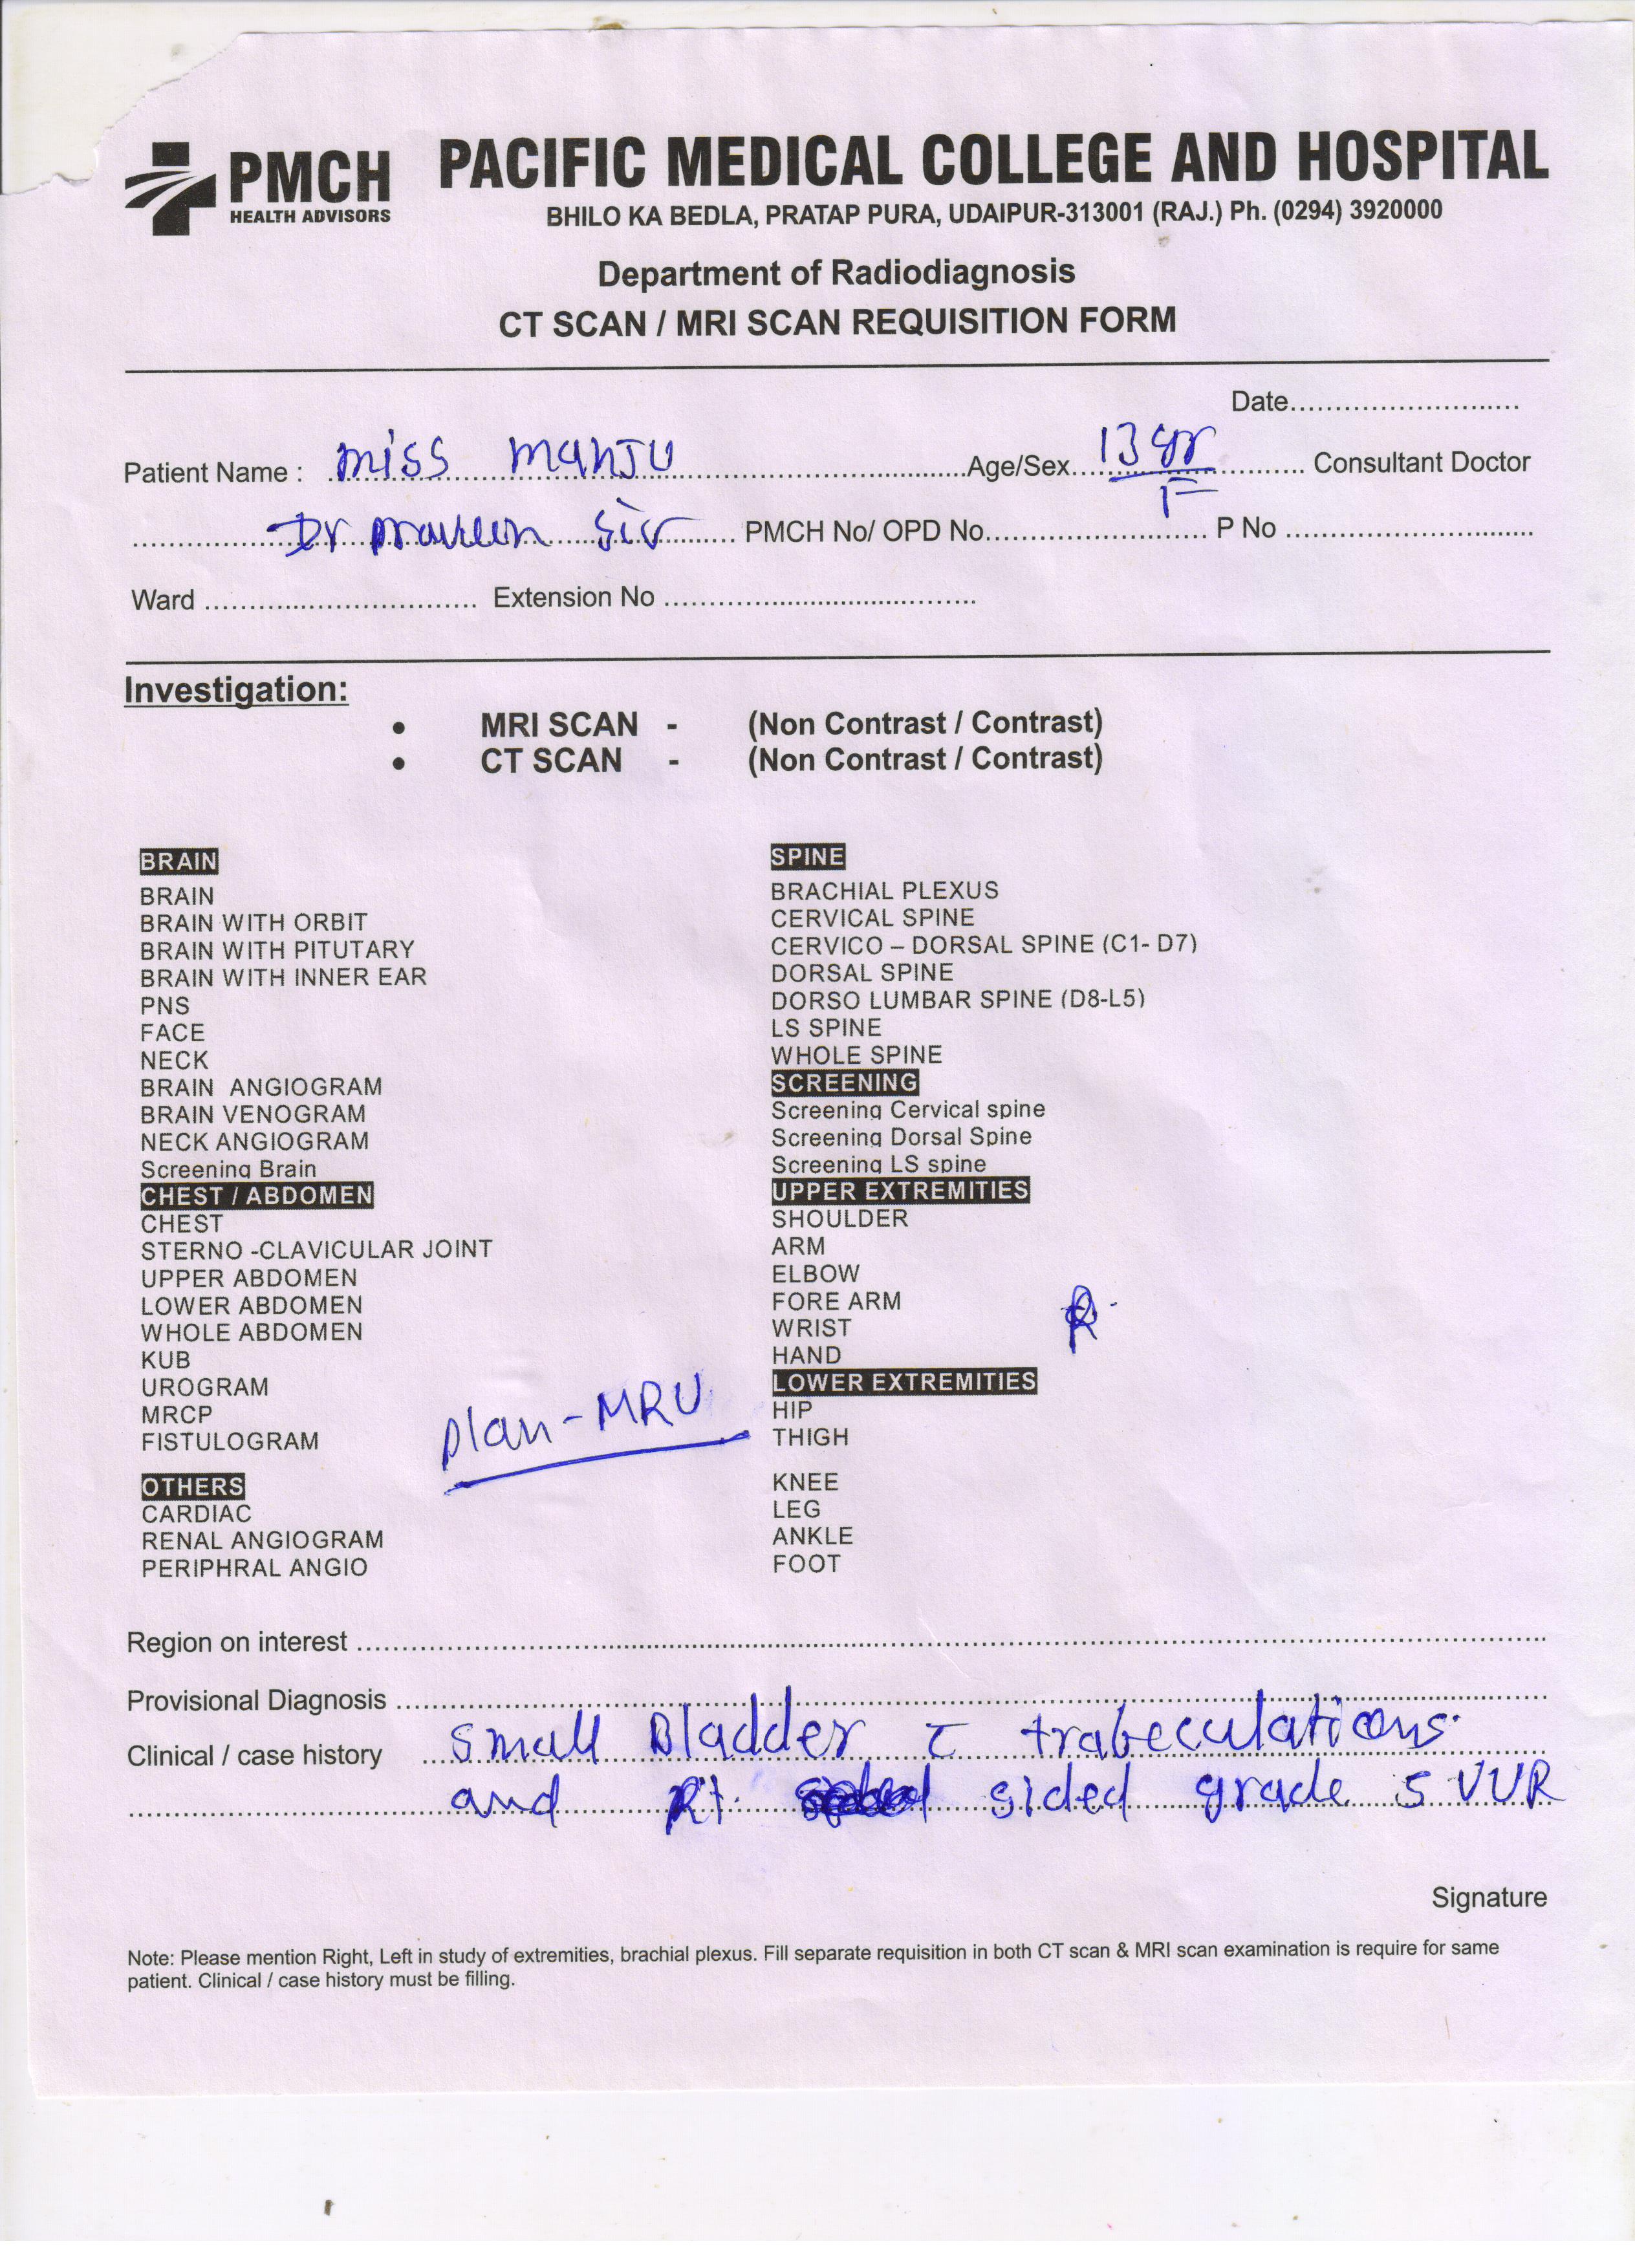 PMCH
HEALTH ADVISORS
PACIFIC MEDICAL COLLEGE AND HOSPITAL
BHILO KA BEDLA, PRATAP PURA, UDAIPUR-313001 (RAJ.) Ph. (0294) 3920000
Department of Radiodiagnosis
CT SCAN / MRI SCAN REQUISITION FORM
Date.........................
Patient Name : miss manju Age/Sex 13 yr / F Consultant Doctor
Dr praveen sir PMCH No/ OPD No......................... P No ...........................
Ward .............................. Extension No ..................................
Investigation:
• MRI SCAN - (Non Contrast / Contrast)
• CT SCAN - (Non Contrast / Contrast)
BRAIN
BRAIN
BRAIN WITH ORBIT
BRAIN WITH PITUTARY
BRAIN WITH INNER EAR
PNS
FACE
NECK
BRAIN ANGIOGRAM
BRAIN VENOGRAM
NECK ANGIOGRAM
Screening Brain
CHEST / ABDOMEN
CHEST
STERNO -CLAVICULAR JOINT
UPPER ABDOMEN
LOWER ABDOMEN
WHOLE ABDOMEN
KUB
UROGRAM
MRCP
FISTULOGRAM
plan - MRU
OTHERS
CARDIAC
RENAL ANGIOGRAM
PERIPHRAL ANGIO
SPINE
BRACHIAL PLEXUS
CERVICAL SPINE
CERVICO – DORSAL SPINE (C1- D7)
DORSAL SPINE
DORSO LUMBAR SPINE (D8-L5)
LS SPINE
WHOLE SPINE
SCREENING
Screening Cervical spine
Screening Dorsal Spine
Screening LS spine
UPPER EXTREMITIES
SHOULDER
ARM
ELBOW
FORE ARM
WRIST
HAND
LOWER EXTREMITIES
HIP
THIGH
KNEE
LEG
ANKLE
FOOT
Region on interest ..................................................
Provisional Diagnosis ..................................................
Clinical / case history small Bladder c̄ trabeculations.
and Rt. sided grade 5 VUR
Signature
Note: Please mention Right, Left in study of extremities, brachial plexus. Fill separate requisition in both CT scan & MRI scan examination is require for same
patient. Clinical / case history must be filling.